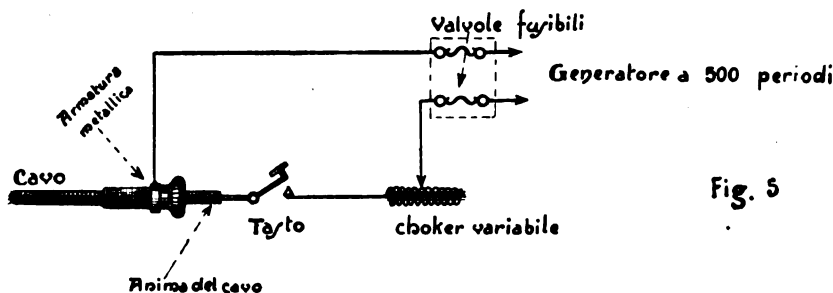 Valvole fusibili
Generatore a 500 periodi
Armatura
metallica
Cavo
Fig. 5
Tasto
choker variabile
Anima del cavo